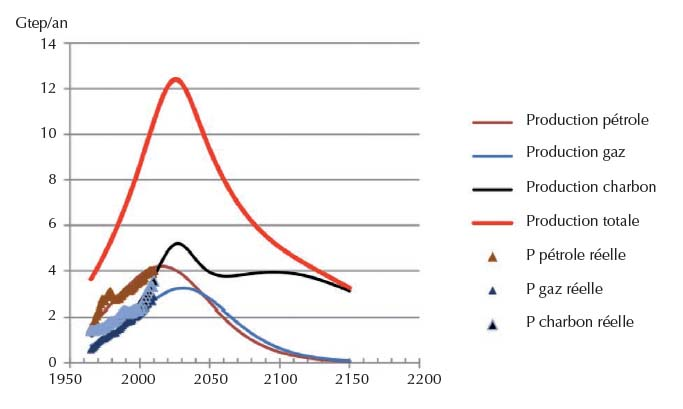 Gtep/an
14
12
10
8
6
4
2
0
1950 2000 2050 2100 2150 2200
Production pétrole
Production gaz
Production charbon
Production totale
P pétrole réelle
P gaz réelle
P charbon réelle